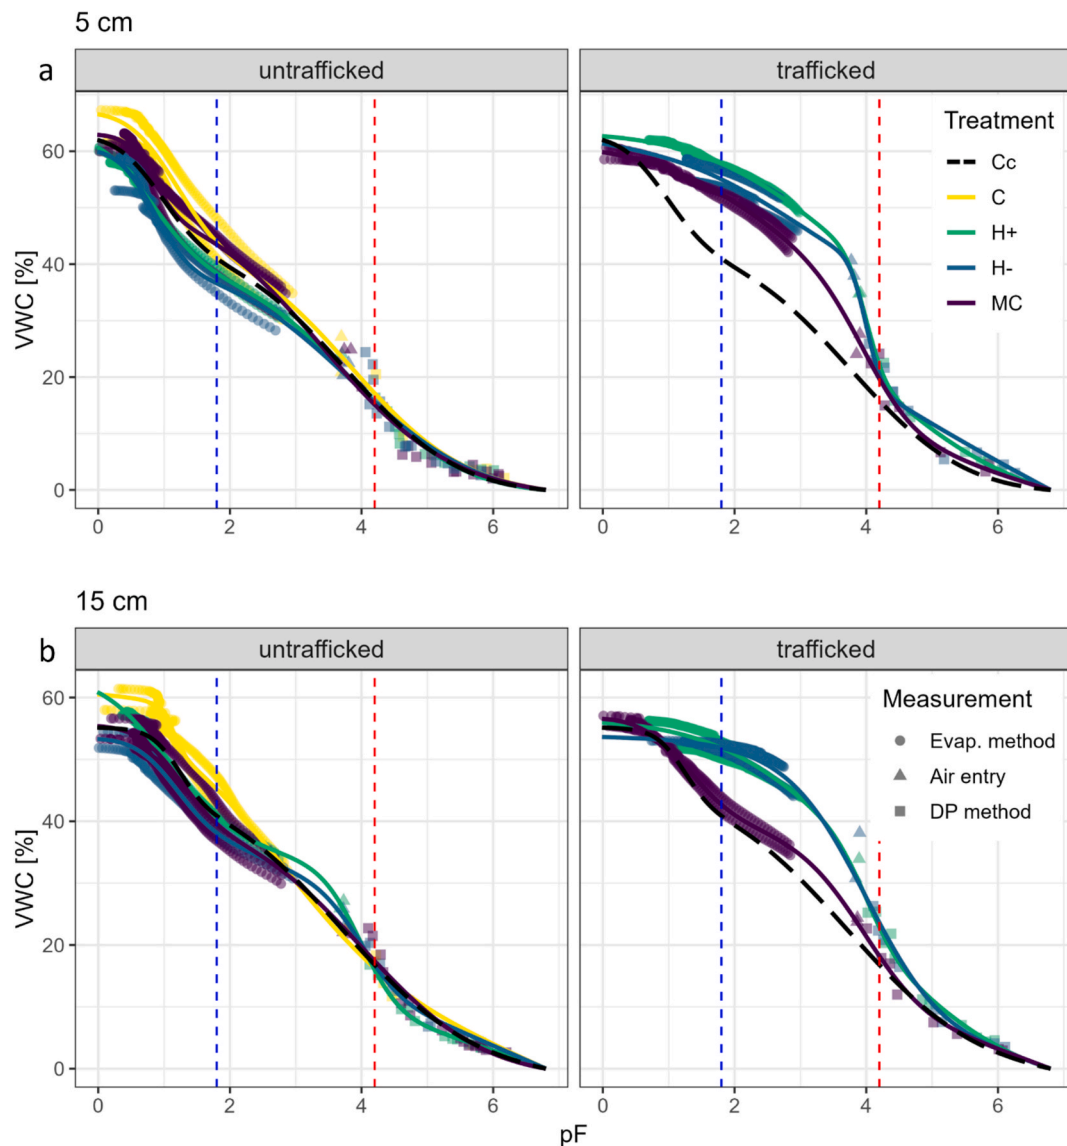 5 cm
a
untrafficked
trafficked
VWC [%]
60
40
20
0
0 2 4 6
0 2 4 6
Treatment
Cc
C
H+
H-
MC
15 cm
b
untrafficked
trafficked
VWC [%]
60
40
20
0
0 2 4 6
0 2 4 6
Measurement
Evap. method
Air entry
DP method
pF